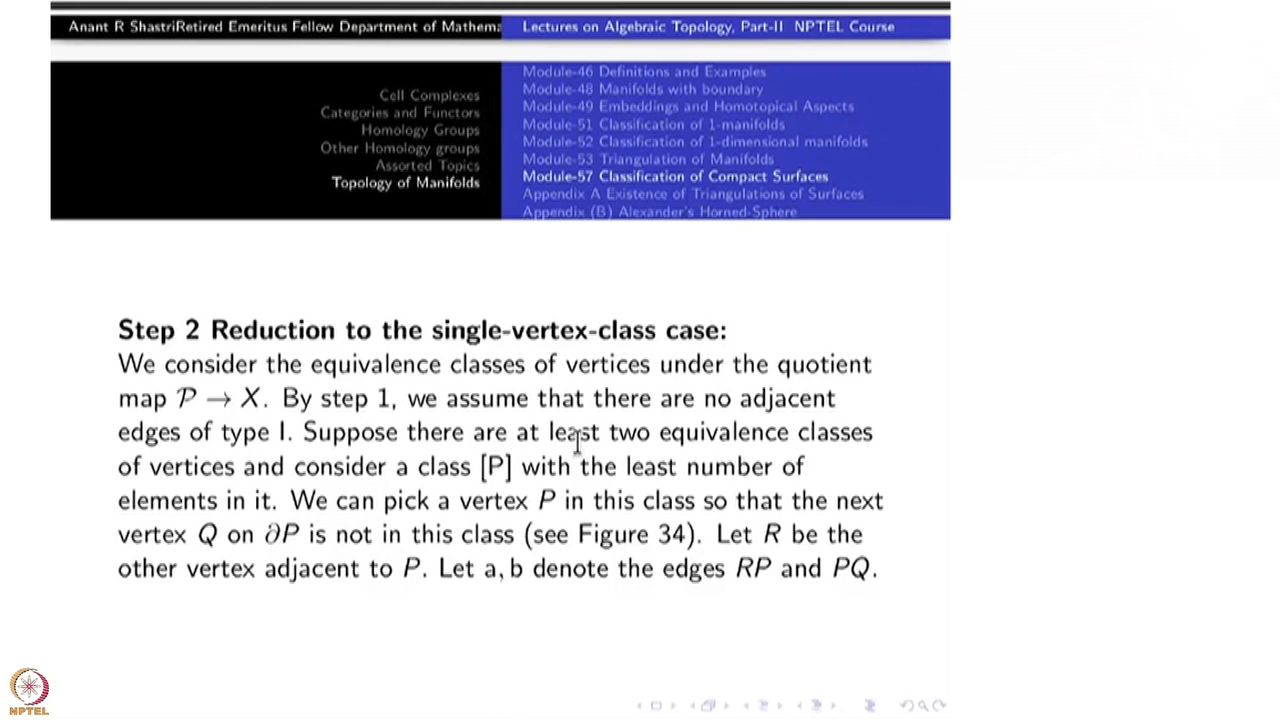 Anant R ShastriRetired Emeritus Fellow Department of Mathema
Lectures on Algebraic Topology, Part-II NPTEL Course
Cell Complexes
Categories and Functors
Homology Groups
Other Homology groups
Assorted Topics
Topology of Manifolds
Module-46 Definitions and Examples
Module-48 Manifolds with boundary
Module-49 Embeddings and Homotopical Aspects
Module-51 Classification of 1-manifolds
Module-52 Classification of 1-dimensional manifolds
Module-53 Triangulation of Manifolds
Module-57 Classification of Compact Surfaces
Appendix A Existence of Triangulations of Surfaces
Appendix (B) Alexander's Horned-Sphere
Step 2 Reduction to the single-vertex-class case:
We consider the equivalence classes of vertices under the quotient
map 𝒫 → X. By step 1, we assume that there are no adjacent
edges of type I. Suppose there are at least two equivalence classes
of vertices and consider a class [P] with the least number of
elements in it. We can pick a vertex P in this class so that the next
vertex Q on ∂P is not in this class (see Figure 34). Let R be the
other vertex adjacent to P. Let a, b denote the edges RP and PQ.
NPTEL